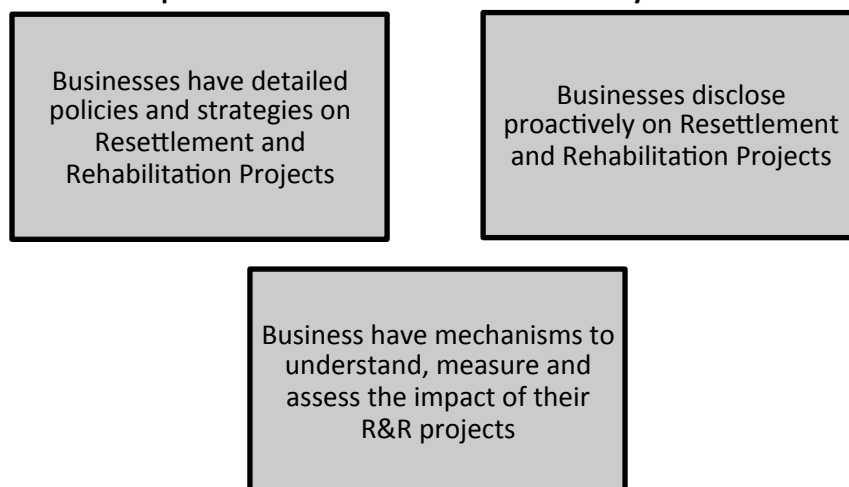 Businesses have detailed
policies and strategies on
Resettlement and
Rehabilitation Projects
Businesses disclose
proactively on Resettlement
and Rehabilitation Projects
Business have mechanisms to
understand, measure and
assess the impact of their
R&R projects